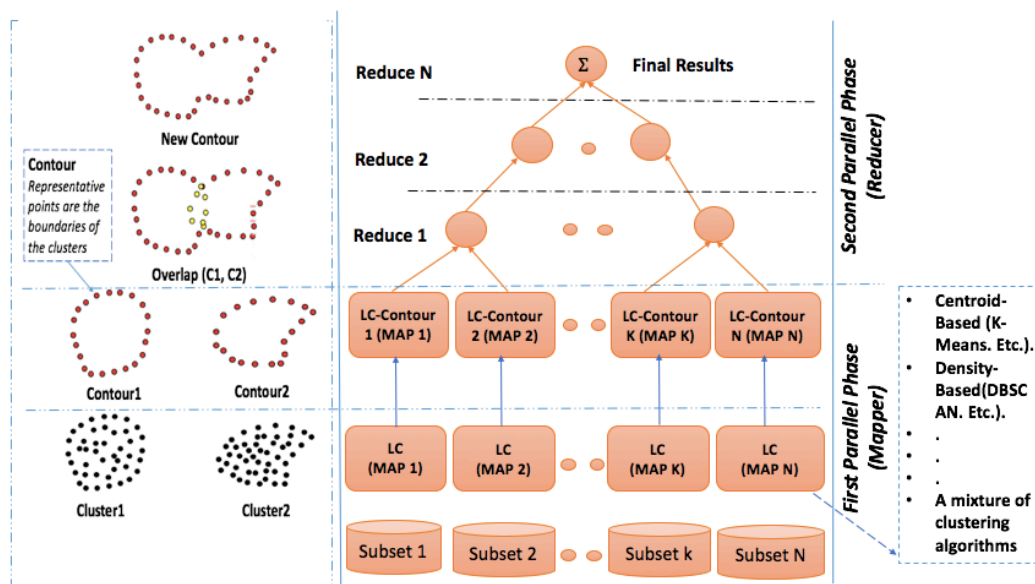 New Contour
Contour
Representative
points are the
boundaries of
the clusters
Overlap (C1, C2)
Contour1
Contour2
Cluster1
Cluster2
Reduce N
Σ
Final Results
Reduce 2
Reduce 1
LC-Contour
1 (MAP 1)
LC-Contour
2 (MAP 2)
LC-Contour
K (MAP K)
LC-Contour
N (MAP N)
LC
(MAP 1)
LC
(MAP 2)
LC
(MAP K)
LC
(MAP N)
Subset 1
Subset 2
Subset k
Subset N
Second Parallel Phase
(Reducer)
First Parallel Phase
(Mapper)
• Centroid-
Based (K-
Means. Etc.).
• Density-
Based(DBSC
AN. Etc.).
• .
• .
• .
• A mixture of
clustering
algorithms